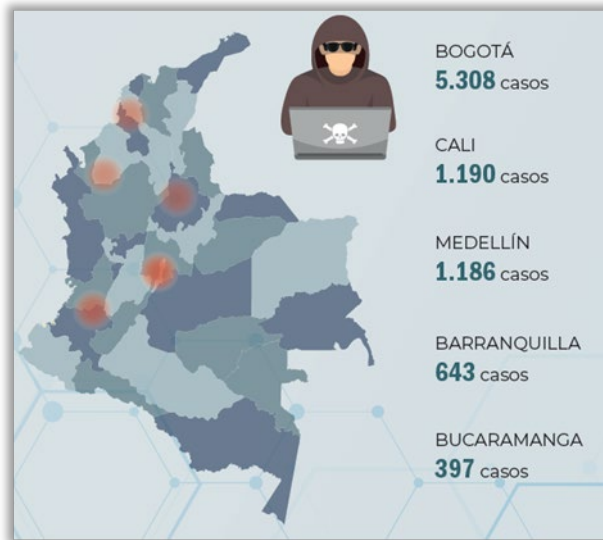 BOGOTÁ
5.308 casos
CALI
1.190 casos
MEDELLÍN
1.186 casos
BARRANQUILLA
643 casos
BUCARAMANGA
397 casos